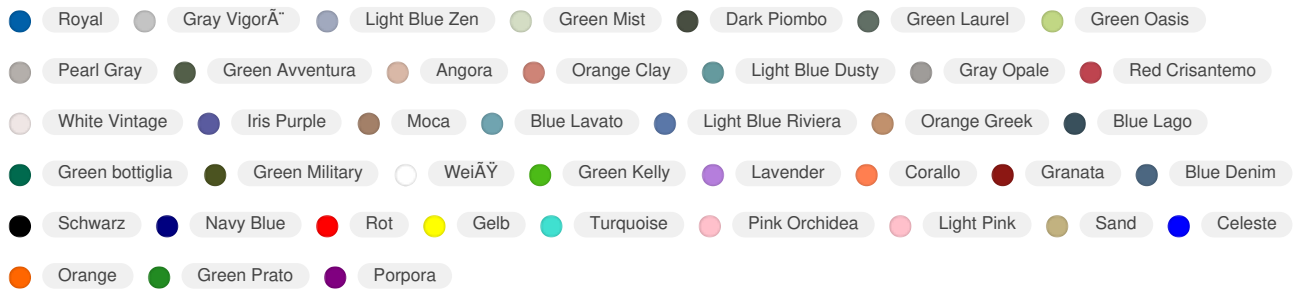 Royal Gray VigorÃ¨ Light Blue Zen Green Mist Dark Piombo Green Laurel Green Oasis
Pearl Gray Green Avventura Angora Orange Clay Light Blue Dusty Gray Opale Red Crisantemo
White Vintage Iris Purple Moca Blue Lavato Light Blue Riviera Orange Greek Blue Lago
Green bottiglia Green Military WeiÃŸ Green Kelly Lavender Corallo Granata Blue Denim
Schwarz Navy Blue Rot Gelb Turquoise Pink Orchidea Light Pink Sand Celeste
Orange Green Prato Porpora